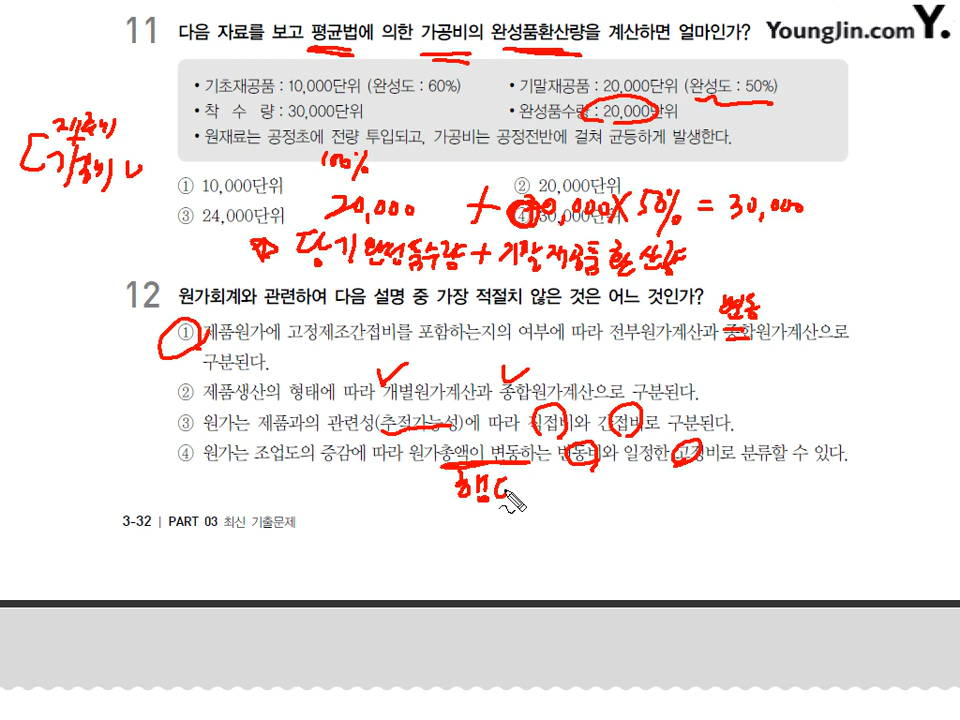 YoungJin.com Y.
11 다음 자료를 보고 평균법에 의한 가공비의 완성품환산량을 계산하면 얼마인가?
• 기초재공품 : 10,000단위 (완성도 : 60%) • 기말재공품 : 20,000단위 (완성도 : 50%)
• 착 수 량 : 30,000단위 • 완성품수량 : 20,000단위
• 원재료는 공정초에 전량 투입되고, 가공비는 공정전반에 걸쳐 균등하게 발생한다.
재료비
가공비
100%
① 10,000단위 ② 20,000단위
③ 24,000단위 ④ 30,000단위
20,000 + 20,000 × 50% = 30,000
⇒ 당기완성품수량 + 기말재공품환산량
12 원가회계와 관련하여 다음 설명 중 가장 적절치 않은 것은 어느 것인가?
변동
① 제품원가에 고정제조간접비를 포함하는지의 여부에 따라 전부원가계산과 종합원가계산으로
구분된다.
② 제품생산의 형태에 따라 개별원가계산과 종합원가계산으로 구분된다.
③ 원가는 제품과의 관련성(추적가능성)에 따라 직접비와 간접비로 구분된다.
④ 원가는 조업도의 증감에 따라 원가총액이 변동하는 변동비와 일정한 고정비로 분류할 수 있다.
3-32 | PART 03 최신 기출문제